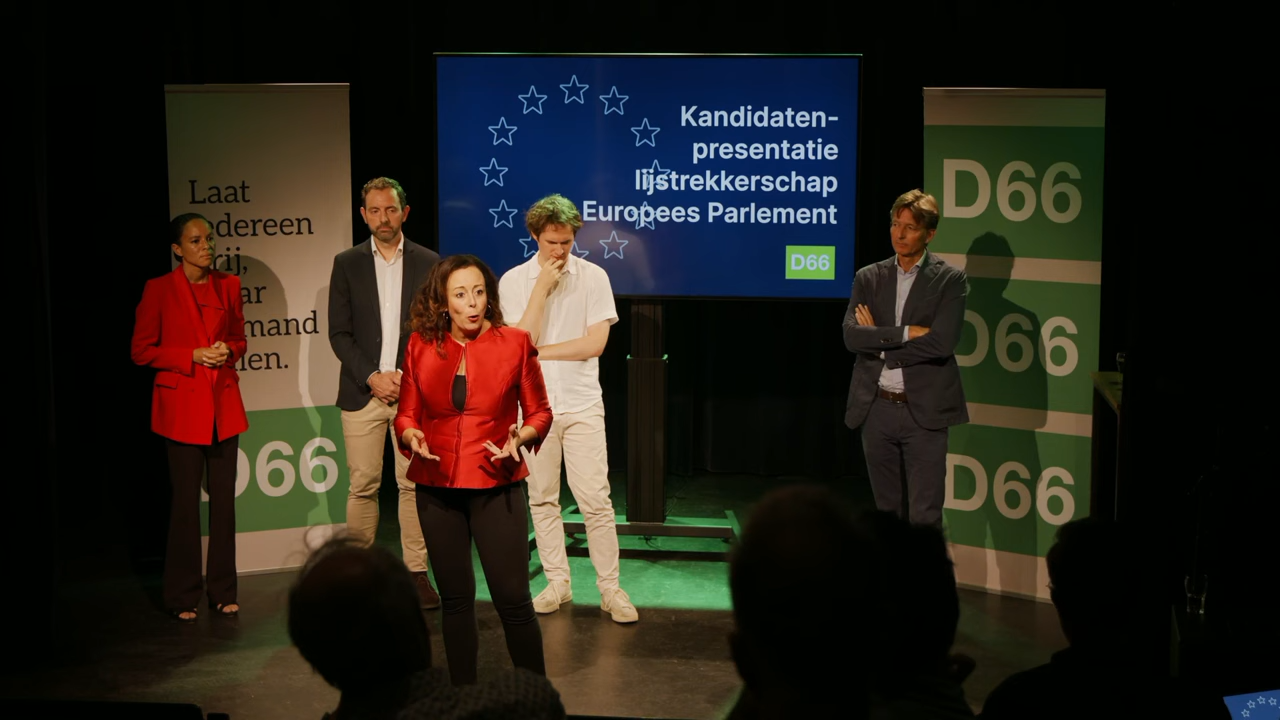 Laat
iedereen
vrij,
maar
niemand
vallen.
D66
Kandidaten-
presentatie
lijstrekkerschap
Europees Parlement
D66
D66
D66
D66